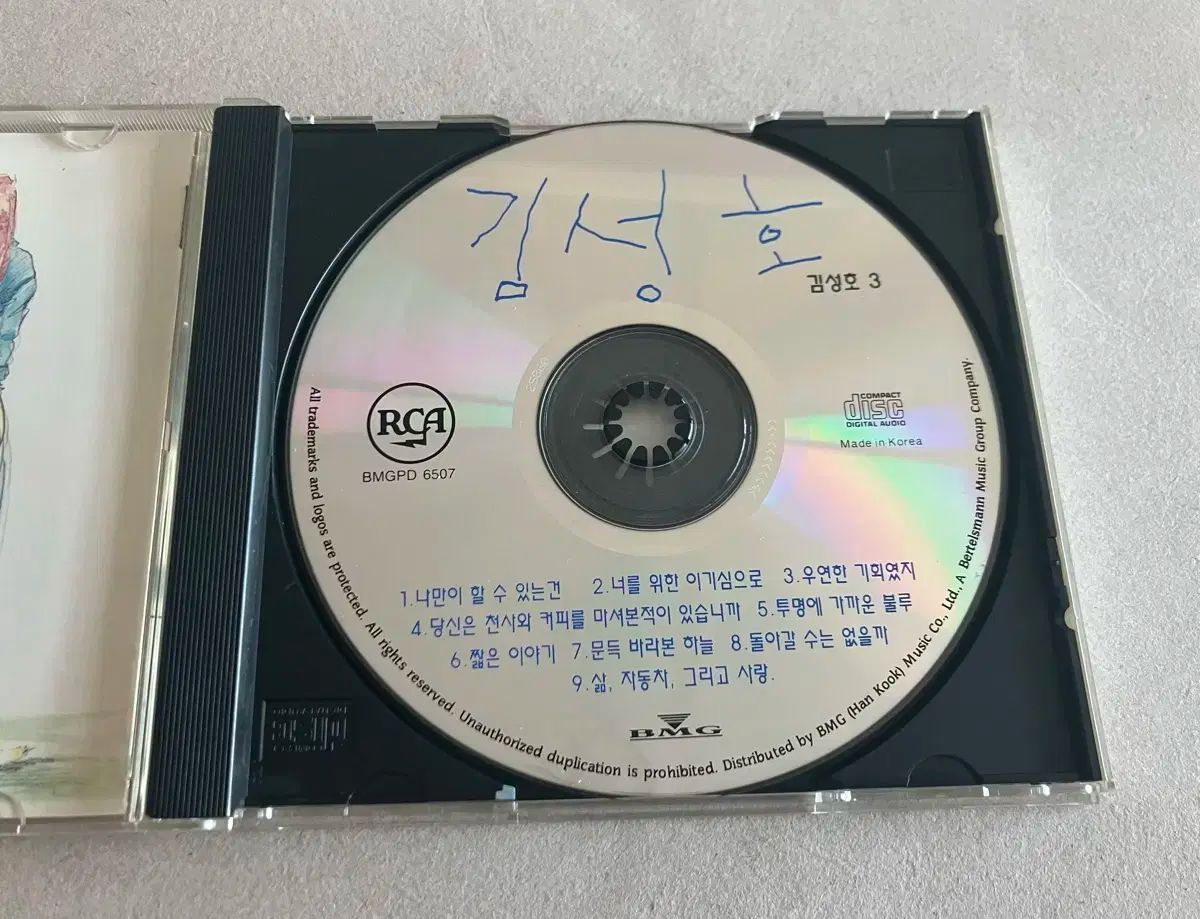 김성호
김성호 3
RCA
BMGPD 6507
COMPACT
disc
DIGITAL AUDIO
Made in Korea
1.나만이 할 수 있는건 2.너를 위한 이기심으로 3.우연한 기회였지
4.당신은 천사와 커피를 마셔본적이 있습니까 5.투명에 가까운 불루
6.짧은 이야기 7.문득 바라본 하늘 8.돌아갈 수는 없을까
9.삶, 자동차, 그리고 사랑.
BMG
All trademarks and logos are protected. All rights reserved. Unauthorized duplication is prohibited. Distributed by BMG (Han Kook) Music Co., Ltd., A Bertelsmann Music Group Company.